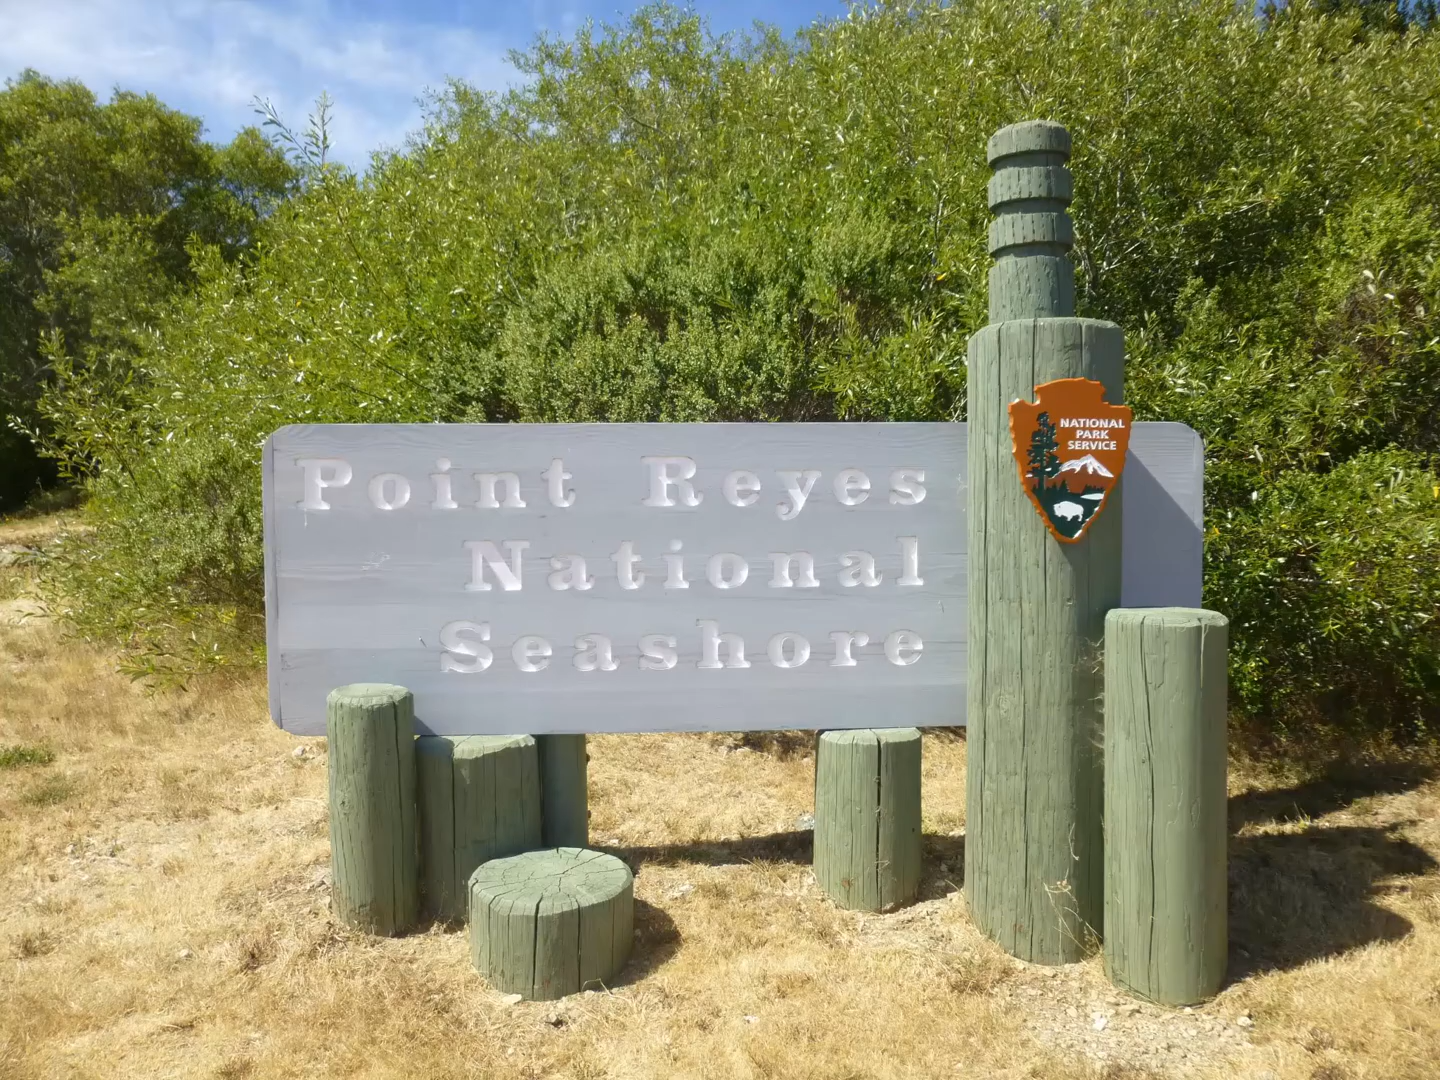 Point Reyes
National
Seashore
NATIONAL
PARK
SERVICE